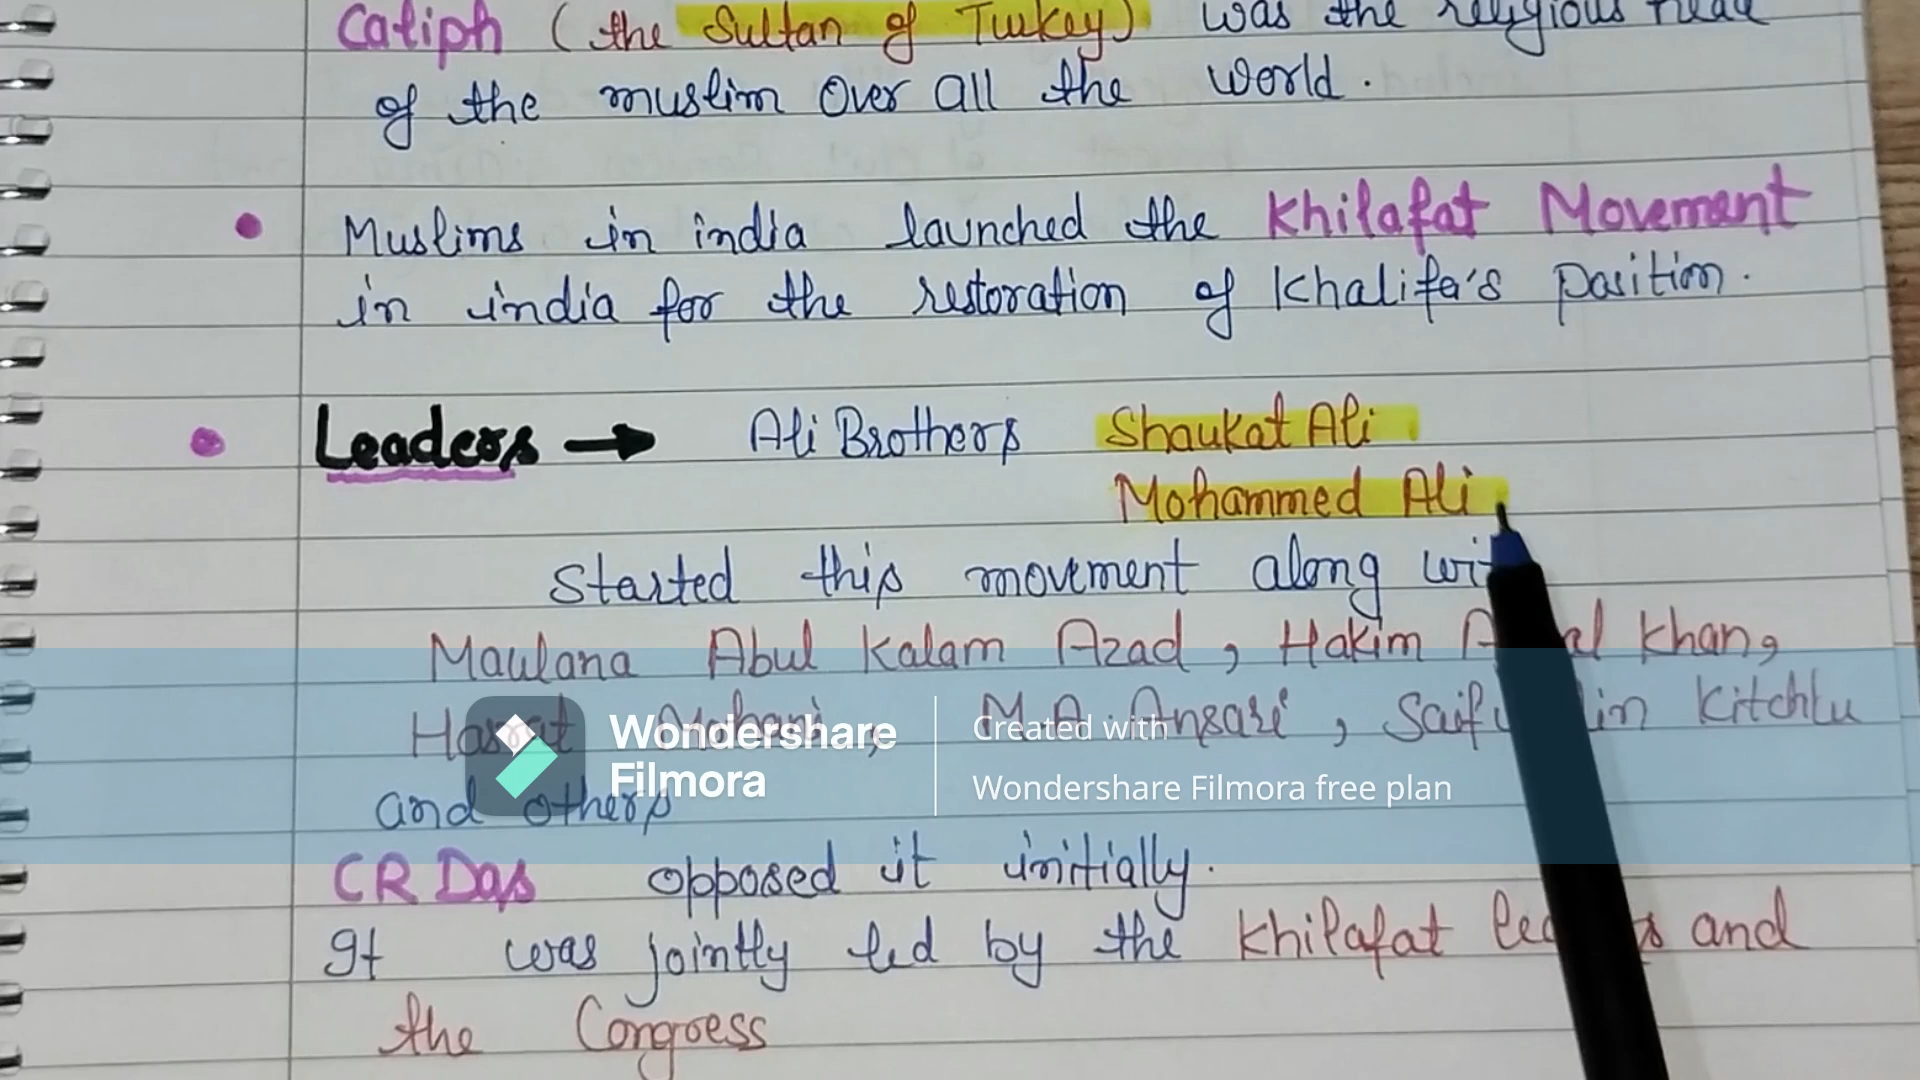 Caliph (the Sultan of Turkey) was the religious head
of the muslim over all the world.
Muslims in india launched the Khilafat Movement
in india for the restoration of Khalifa's position.
Leaders → Ali Brothers Shaukat Ali
Mohammed Ali
Started this movement along
Maulana Abul Kalam Azad, Hakim Khan,
M.A. Ansari, Kitchlu
and others
Wondershare
Filmora
Created with
Wondershare Filmora free plan
CR Das opposed it initially.
It was jointly led by the Khilafat and
the Congress